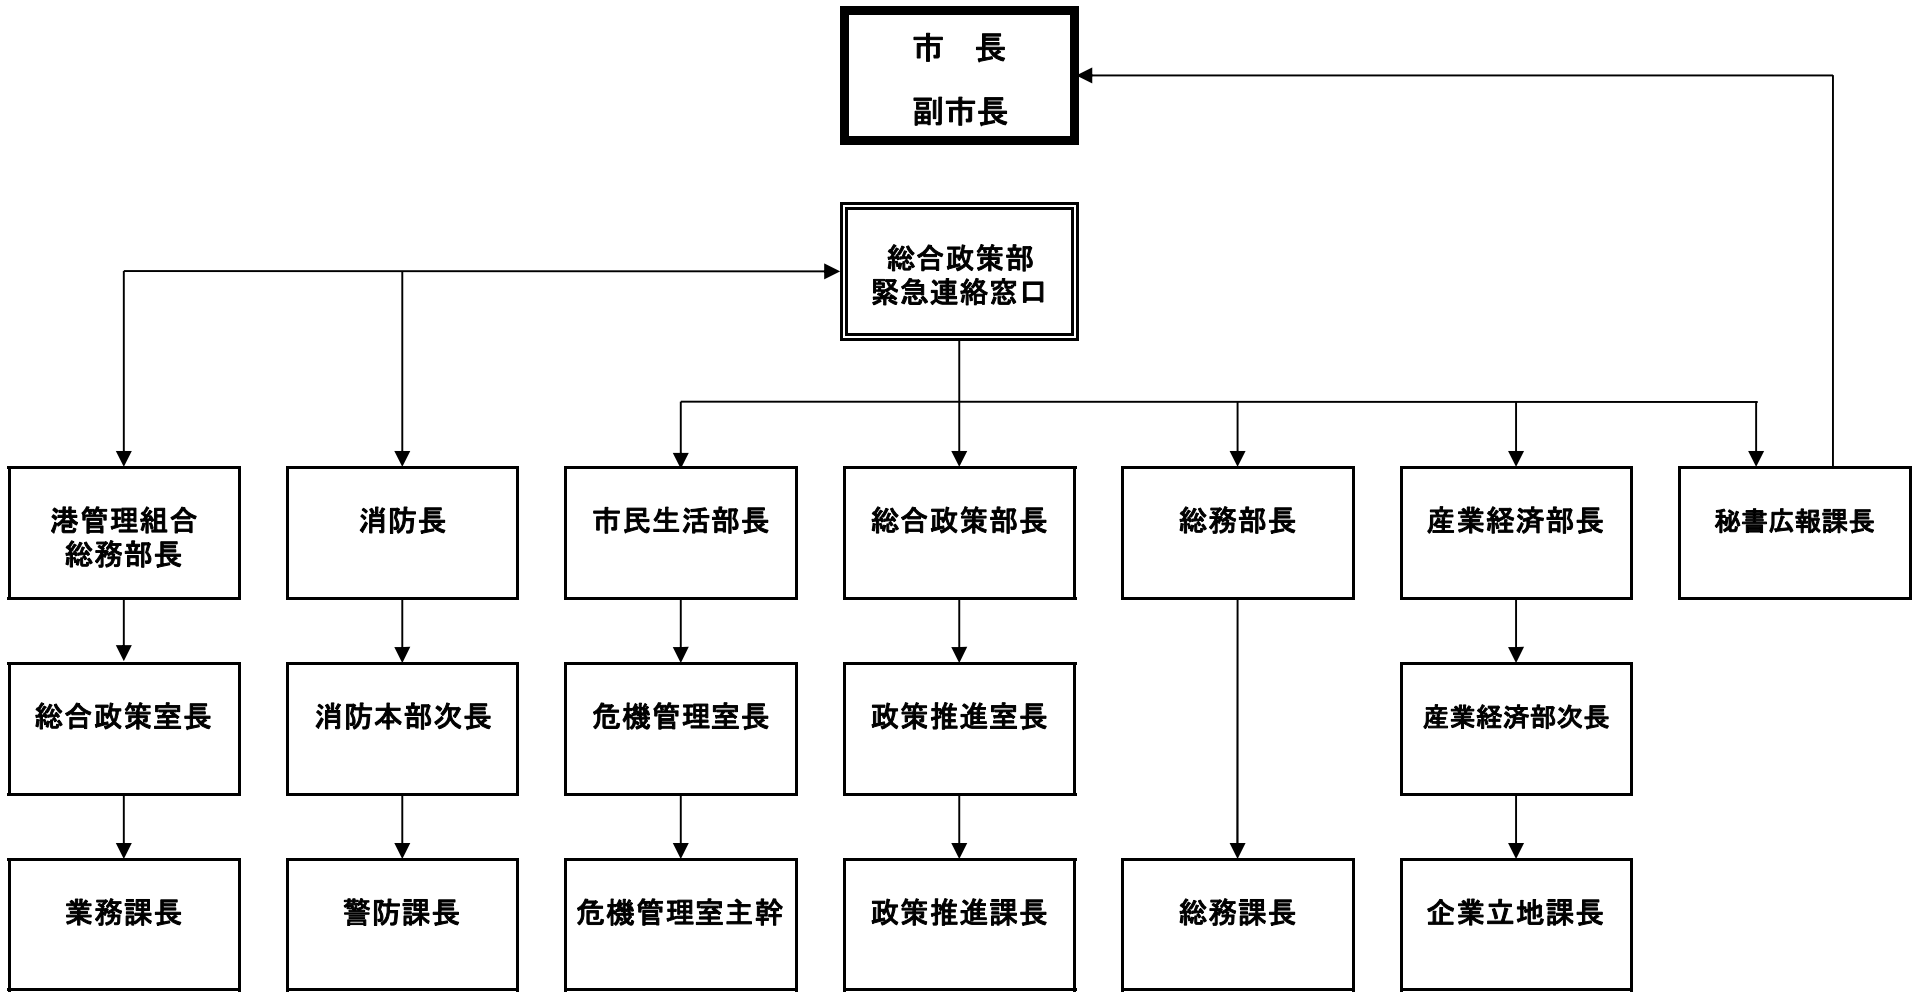 市　長
副市長
総合政策部
緊急連絡窓口
港管理組合
総務部長
消防長
市民生活部長
総合政策部長
総務部長
産業経済部長
秘書広報課長
総合政策室長
消防本部次長
危機管理室長
政策推進室長
産業経済部次長
業務課長
警防課長
危機管理室主幹
政策推進課長
総務課長
企業立地課長